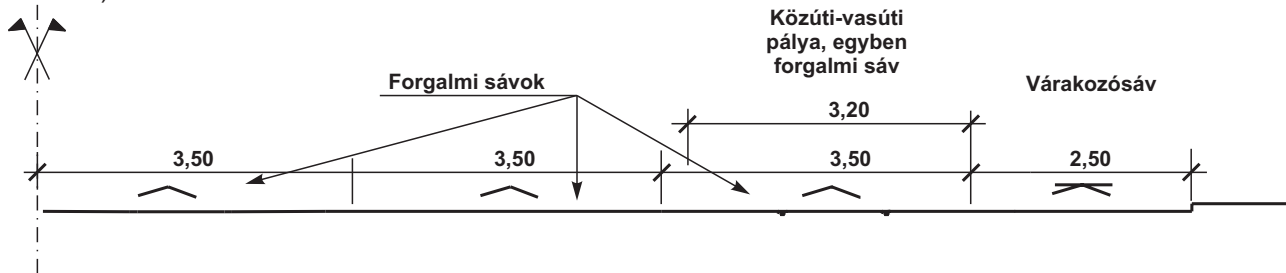 Közúti-vasúti
pálya, egyben
forgalmi sáv
Forgalmi sávok
Várakozósáv
3,20
3,50
3,50
3,50
2,50